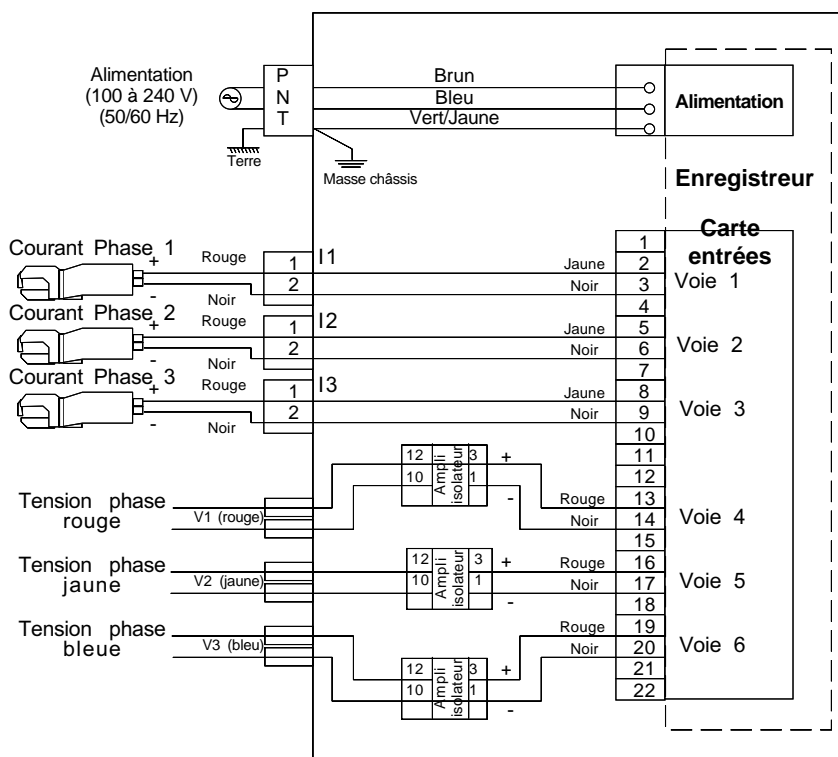 Alimentation
(100 à 240 V)
(50/60 Hz)
P
N
T
Brun
Bleu
Vert/Jaune
Alimentation
Terre
Masse châssis
Enregistreur
Carte
entrées
Courant Phase 1
+
-
Rouge
Noir
1
2
I1
Jaune
Noir
1
2
3
4
Voie 1
Courant Phase 2
+
-
Rouge
Noir
1
2
I2
Jaune
Noir
5
6
7
Voie 2
Courant Phase 3
+
-
Rouge
Noir
1
2
I3
Jaune
Noir
8
9
10
Voie 3
Tension phase
rouge
V1 (rouge)
12
10
Ampli
isolateur
3
1
+
-
Rouge
Noir
11
12
13
14
15
Voie 4
Tension phase
jaune
V2 (jaune)
12
10
Ampli
isolateur
3
1
+
-
Rouge
Noir
16
17
18
Voie 5
Tension phase
bleue
V3 (bleu)
12
10
Ampli
isolateur
3
1
+
-
Rouge
Noir
19
20
21
22
Voie 6